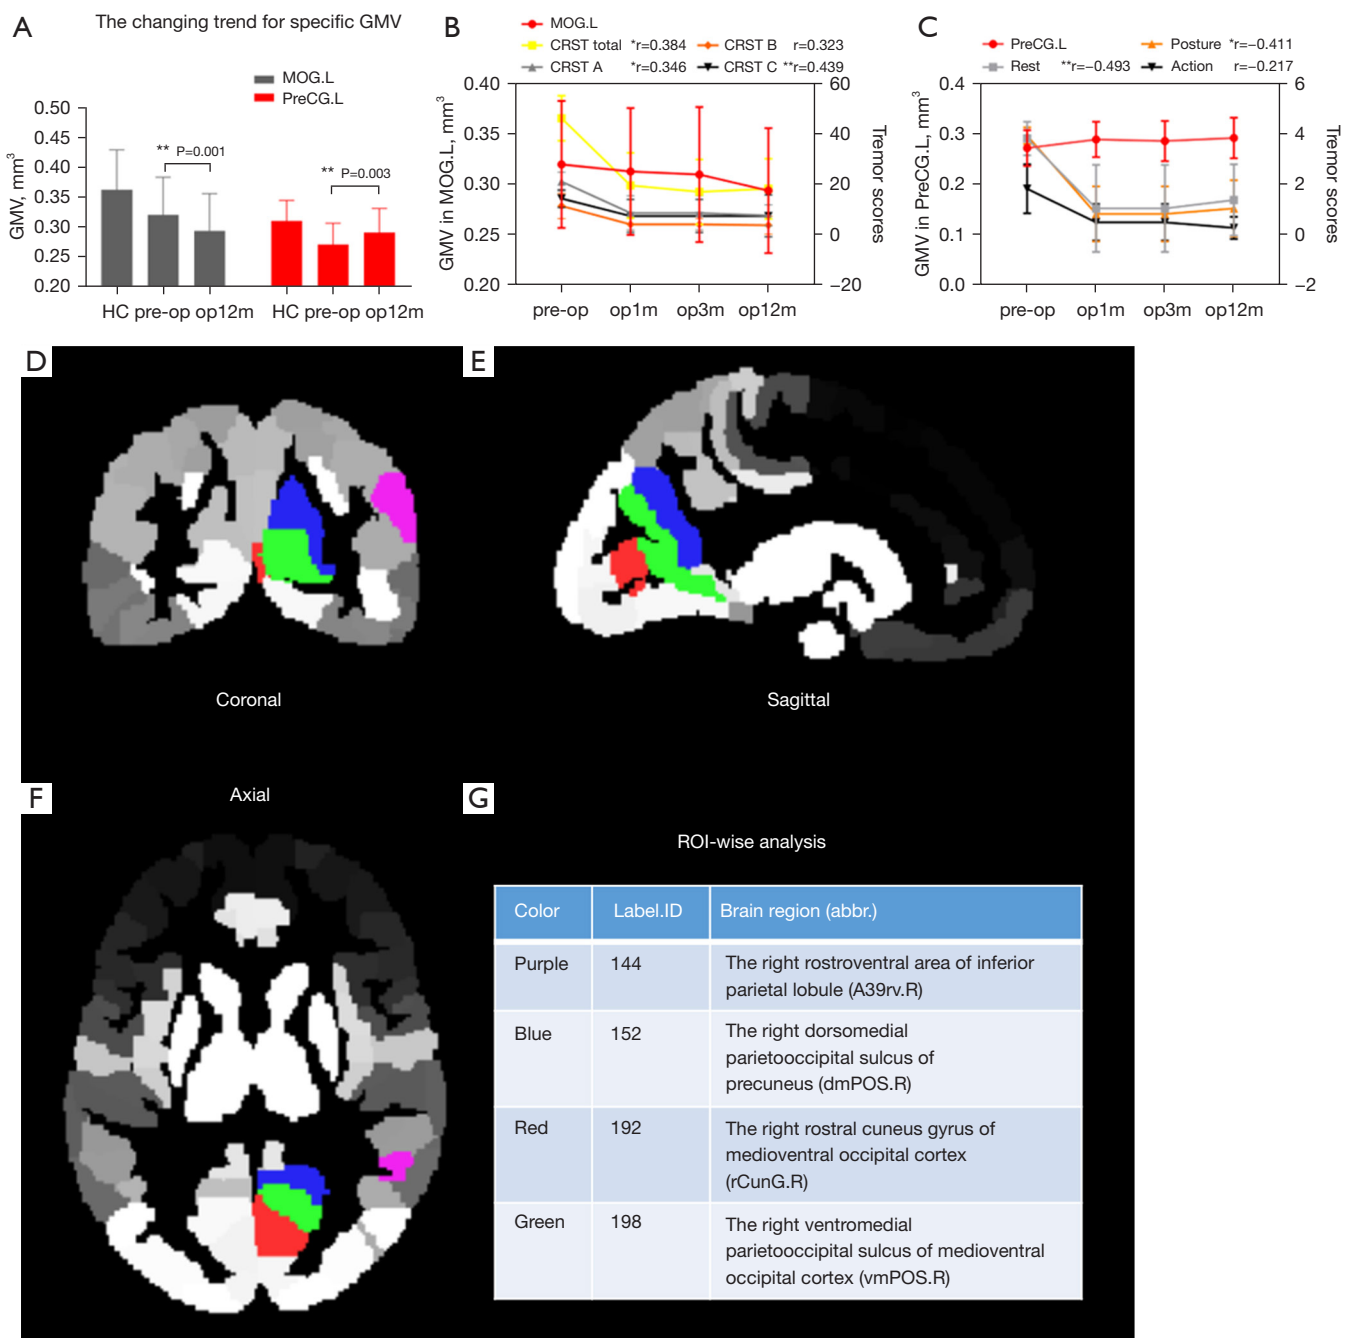 A
The changing trend for specific GMV
MOG.L
PreCG.L
GMV, mm³
0.50
0.45
0.40
0.35
0.30
0.25
0.20
** P=0.001
** P=0.003
HC pre-op op12m
HC pre-op op12m
B
MOG.L
CRST total *r=0.384
CRST B r=0.323
CRST A *r=0.346
CRST C **r=0.439
GMV in MOG.L, mm³
0.40
0.35
0.30
0.25
0.20
60
40
20
0
−20
Tremor scores
pre-op op1m op3m op12m
C
PreCG.L
Posture *r=−0.411
Rest **r=−0.493
Action r=−0.217
GMV in PreCG.L, mm³
0.4
0.3
0.2
0.1
0.0
6
4
2
0
−2
Tremor scores
pre-op op1m op3m op12m
D
Coronal
E
Sagittal
F
Axial
G
ROI-wise analysis
Color Label.ID Brain region (abbr.)
Purple 144 The right rostroventral area of inferior
parietal lobule (A39rv.R)
Blue 152 The right dorsomedial
parietooccipital sulcus of
precuneus (dmPOS.R)
Red 192 The right rostral cuneus gyrus of
medioventral occipital cortex
(rCunG.R)
Green 198 The right ventromedial
parietooccipital sulcus of medioventral
occipital cortex (vmPOS.R)